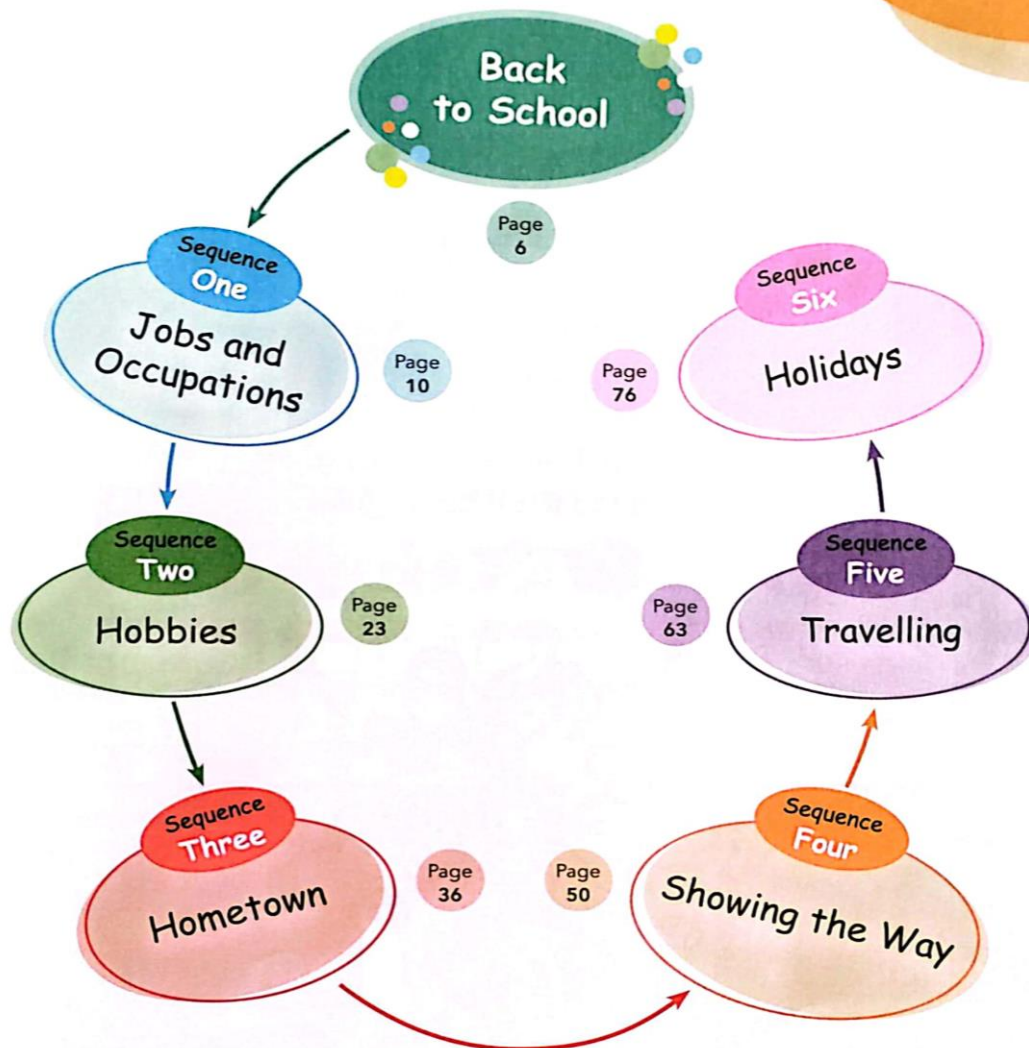 Back
to School
Page
6
Sequence
One
Jobs and
Occupations
Page
10
Sequence
Two
Hobbies
Page
23
Sequence
Three
Hometown
Page
36
Sequence
Four
Showing the Way
Page
50
Sequence
Five
Travelling
Page
63
Sequence
Six
Holidays
Page
76